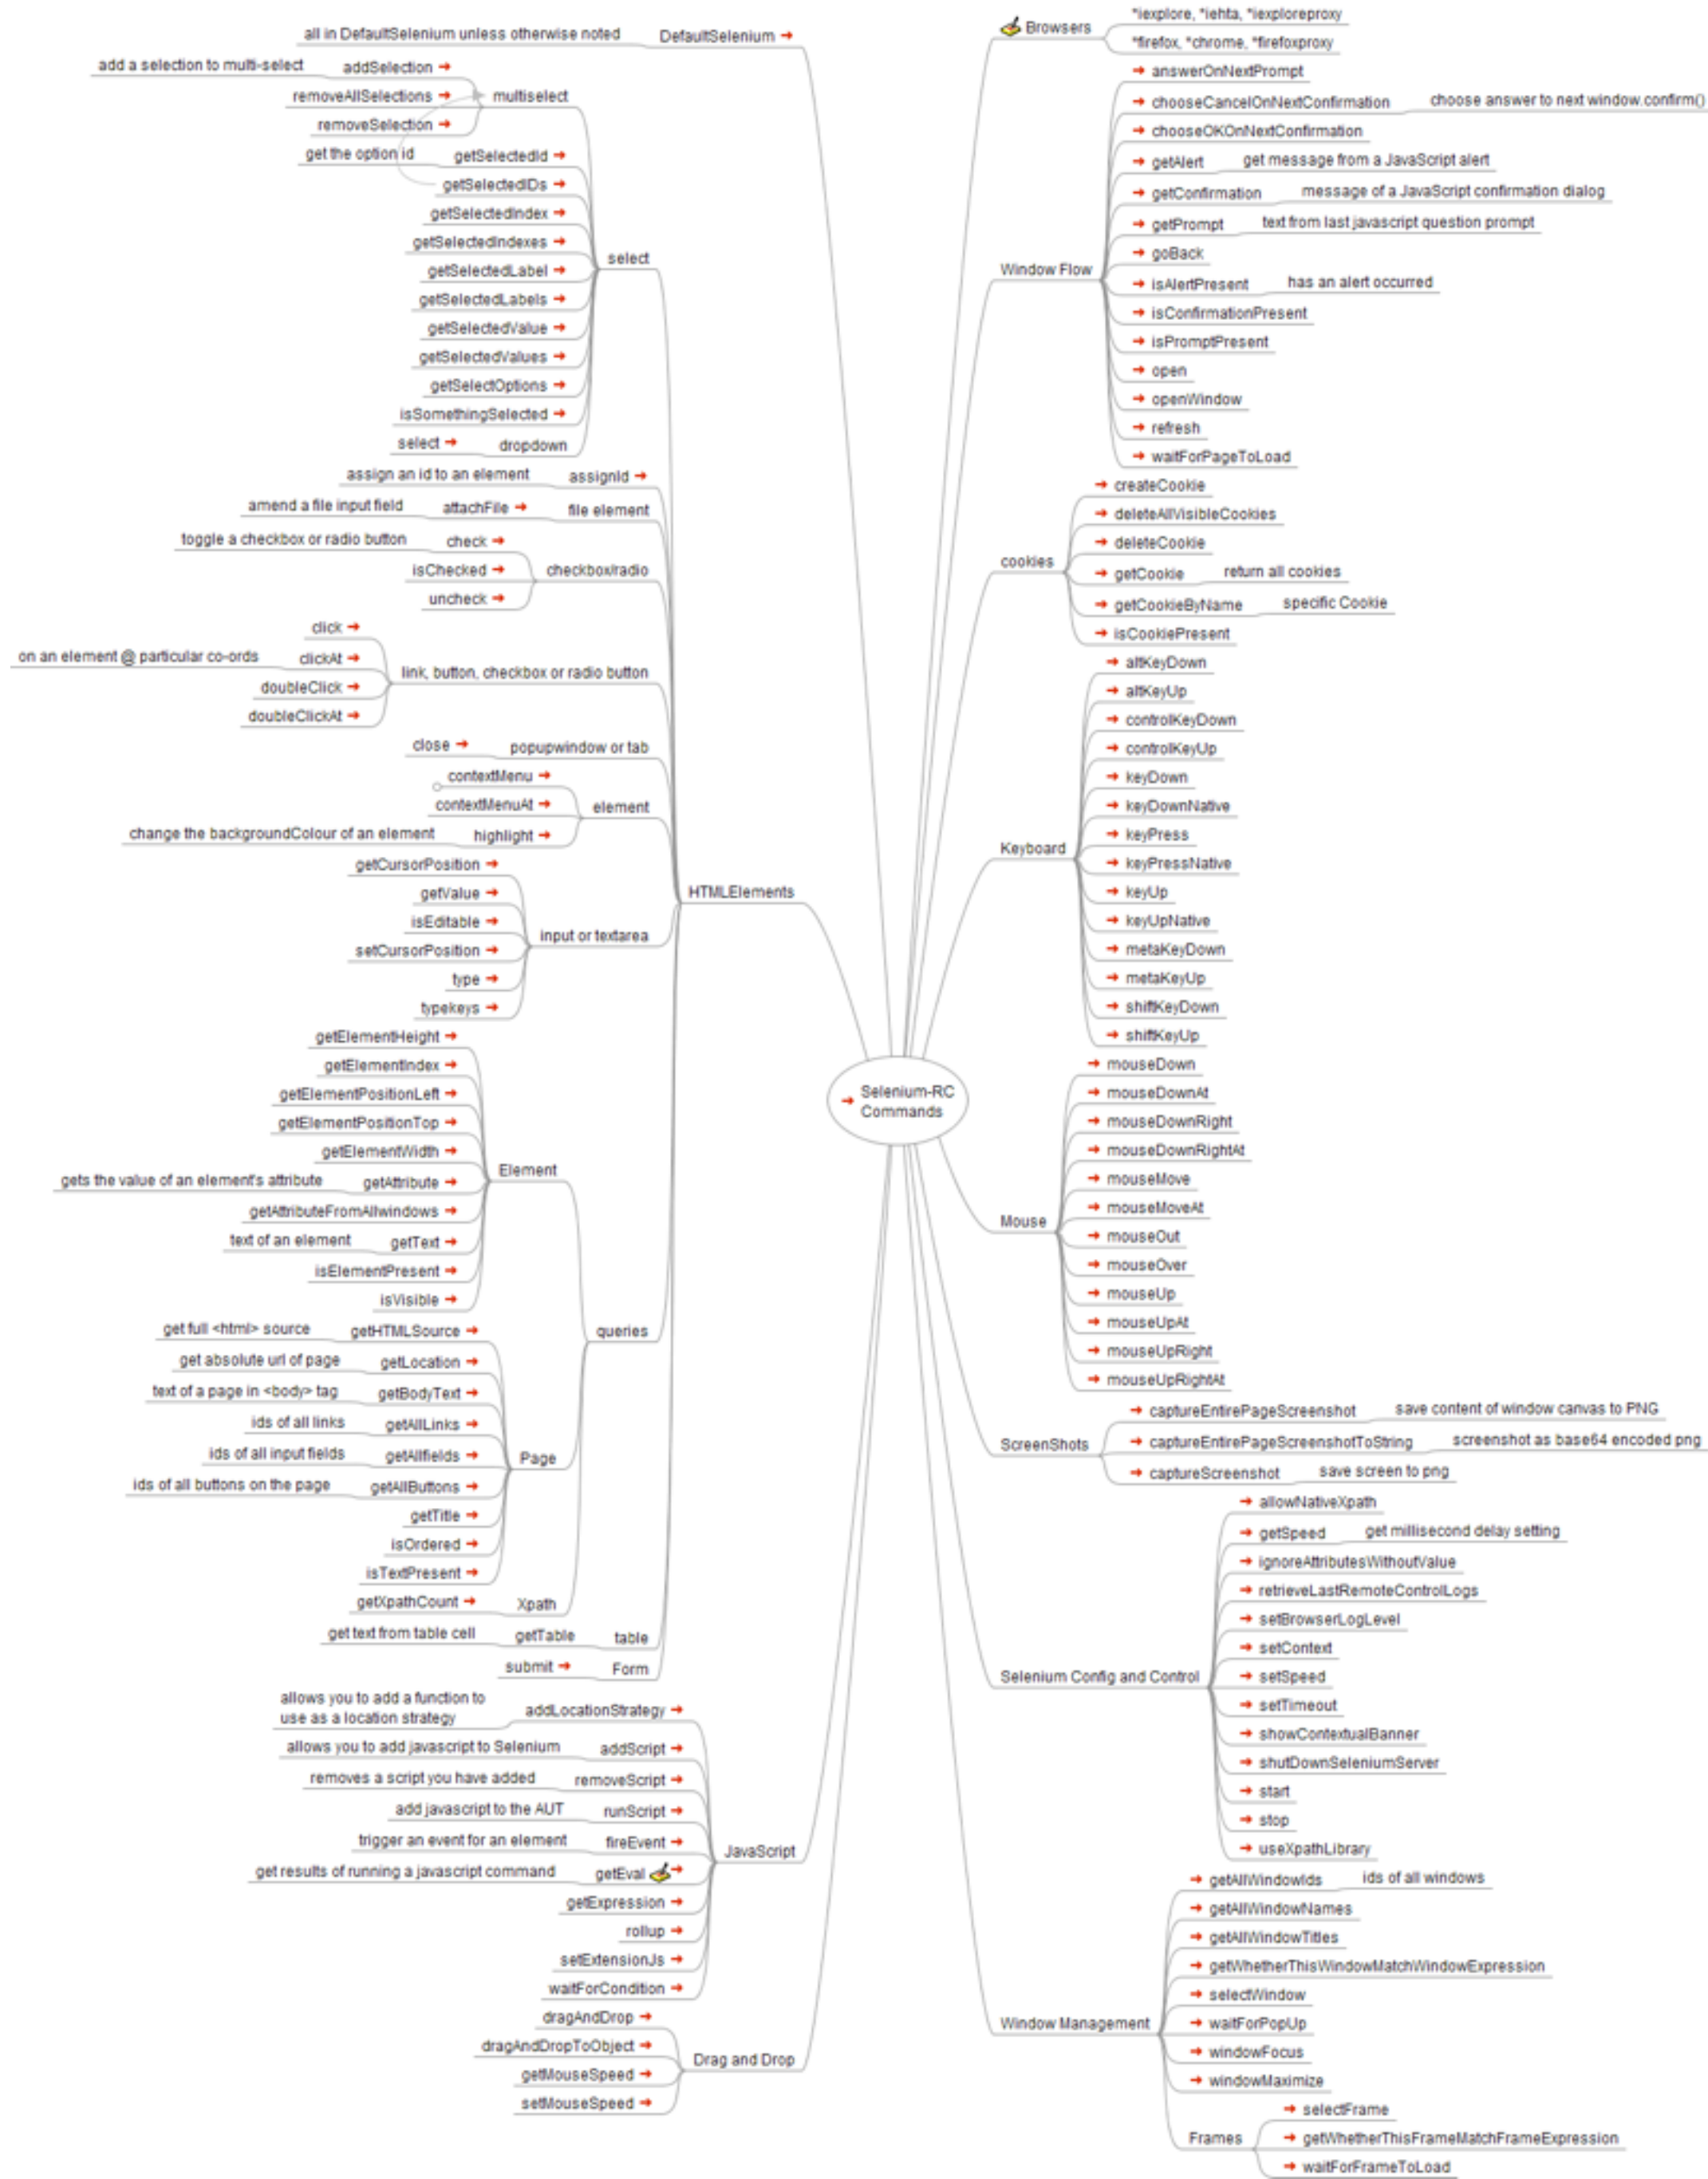 Selenium-RC
Commands
DefaultSelenium
all in DefaultSelenium unless otherwise noted
HTMLElements
select
multiselect
addSelection
add a selection to multi-select
removeAllSelections
removeSelection
getSelectedId
get the option id
getSelectedIDs
getSelectedIndex
getSelectedIndexes
getSelectedLabel
getSelectedLabels
getSelectedValue
getSelectedValues
getSelectOptions
isSomethingSelected
dropdown
select
assignId
assign an id to an element
file element
attachFile
amend a file input field
checkbox/radio
check
toggle a checkbox or radio button
isChecked
uncheck
link, button, checkbox or radio button
click
clickAt
on an element @ particular co-ords
doubleClick
doubleClickAt
popupwindow or tab
close
element
contextMenu
contextMenuAt
highlight
change the backgroundColour of an element
input or textarea
getCursorPosition
getValue
isEditable
setCursorPosition
type
typekeys
queries
Element
getElementHeight
getElementIndex
getElementPositionLeft
getElementPositionTop
getElementWidth
getAttribute
gets the value of an element's attribute
getAttributeFromAllwindows
getText
text of an element
isElementPresent
isVisible
Page
getHTMLSource
get full <html> source
getLocation
get absolute url of page
getBodyText
text of a page in <body> tag
getAllLinks
ids of all links
getAllfields
ids of all input fields
getAllButtons
ids of all buttons on the page
getTitle
isOrdered
isTextPresent
Xpath
getXpathCount
table
getTable
get text from table cell
Form
submit
JavaScript
addLocationStrategy
allows you to add a function to
use as a location strategy
addScript
allows you to add javascript to Selenium
removeScript
removes a script you have added
runScript
add javascript to the AUT
fireEvent
trigger an event for an element
getEval
get results of running a javascript command
getExpression
rollup
setExtensionJs
waitForCondition
Drag and Drop
dragAndDrop
dragAndDropToObject
getMouseSpeed
setMouseSpeed
Browsers
*iexplore, *iehta, *iexploreproxy
*firefox, *chrome, *firefoxproxy
Window Flow
answerOnNextPrompt
chooseCancelOnNextConfirmation
choose answer to next window.confirm()
chooseOKOnNextConfirmation
getAlert
get message from a JavaScript alert
getConfirmation
message of a JavaScript confirmation dialog
getPrompt
text from last javascript question prompt
goBack
isAlertPresent
has an alert occurred
isConfirmationPresent
isPromptPresent
open
openWindow
refresh
waitForPageToLoad
cookies
createCookie
deleteAllVisibleCookies
deleteCookie
getCookie
return all cookies
getCookieByName
specific Cookie
isCookiePresent
Keyboard
altKeyDown
altKeyUp
controlKeyDown
controlKeyUp
keyDown
keyDownNative
keyPress
keyPressNative
keyUp
keyUpNative
metaKeyDown
metaKeyUp
shiftKeyDown
shiftKeyUp
Mouse
mouseDown
mouseDownAt
mouseDownRight
mouseDownRightAt
mouseMove
mouseMoveAt
mouseOut
mouseOver
mouseUp
mouseUpAt
mouseUpRight
mouseUpRightAt
ScreenShots
captureEntirePageScreenshot
save content of window canvas to PNG
captureEntirePageScreenshotToString
screenshot as base64 encoded png
captureScreenshot
save screen to png
Selenium Config and Control
allowNativeXpath
getSpeed
get millisecond delay setting
ignoreAttributesWithoutValue
retrieveLastRemoteControlLogs
setBrowserLogLevel
setContext
setSpeed
setTimeout
showContextualBanner
shutDownSeleniumServer
start
stop
useXpathLibrary
Window Management
getAllWindowIds
ids of all windows
getAllWindowNames
getAllWindowTitles
getWhetherThisWindowMatchWindowExpression
selectWindow
waitForPopUp
windowFocus
windowMaximize
Frames
selectFrame
getWhetherThisFrameMatchFrameExpression
waitForFrameToLoad